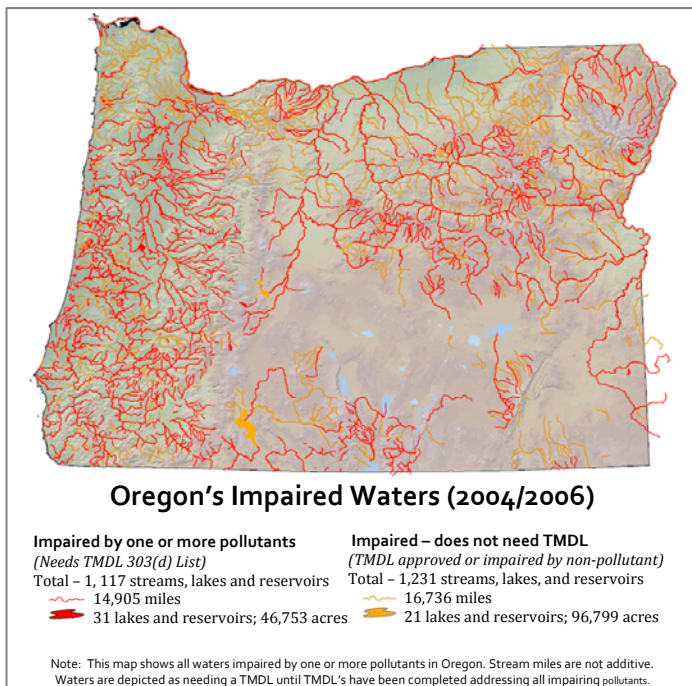 Oregon's Impaired Waters (2004/2006)
Impaired by one or more pollutants
(Needs TMDL 303(d) List)
Total – 1, 117 streams, lakes and reservoirs
14,905 miles
31 lakes and reservoirs; 46,753 acres
Impaired – does not need TMDL
(TMDL approved or impaired by non-pollutant)
Total – 1,231 streams, lakes, and reservoirs
16,736 miles
21 lakes and reservoirs; 96,799 acres
Note: This map shows all waters impaired by one or more pollutants in Oregon. Stream miles are not additive.
Waters are depicted as needing a TMDL until TMDL's have been completed addressing all impairing pollutants.